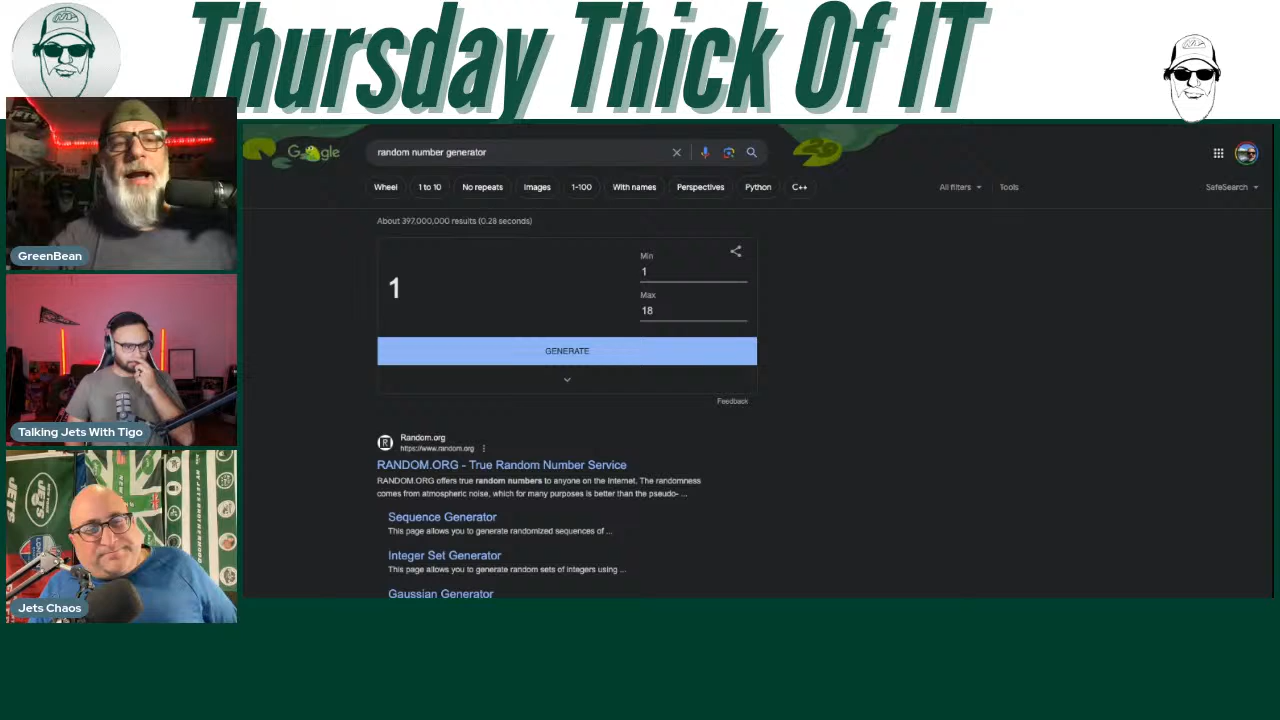 Thursday Thick Of IT
GreenBean
Talking Jets With Tigo
JETS
JETS
Jets Chaos
Google
random number generator
Wheel
1 to 10
No repeats
Images
1-100
With names
Perspectives
Python
C++
All filters
Tools
SafeSearch
About 397,000,000 results (0.28 seconds)
1
Min
1
Max
18
GENERATE
Feedback
R
Random.org
https://www.random.org
RANDOM.ORG - True Random Number Service
RANDOM.ORG offers true random numbers to anyone on the Internet. The randomness
comes from atmospheric noise, which for many purposes is better than the pseudo- ...
Sequence Generator
This page allows you to generate randomized sequences of ...
Integer Set Generator
This page allows you to generate random sets of integers using ...
Gaussian Generator